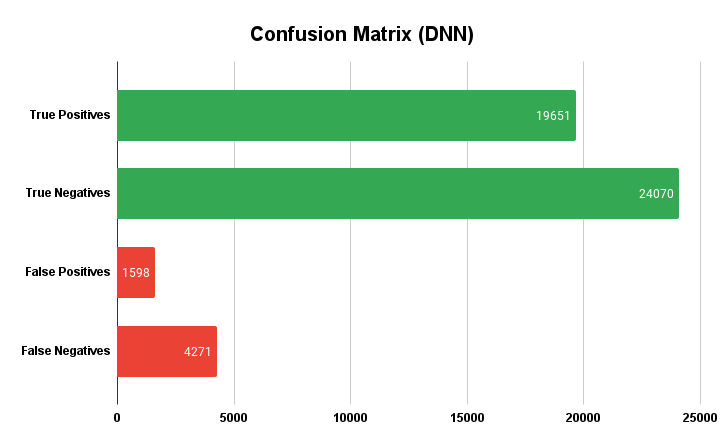 Confusion Matrix (DNN)
True Positives
19651
True Negatives
24070
False Positives
1598
False Negatives
4271
0 5000 10000 15000 20000 25000